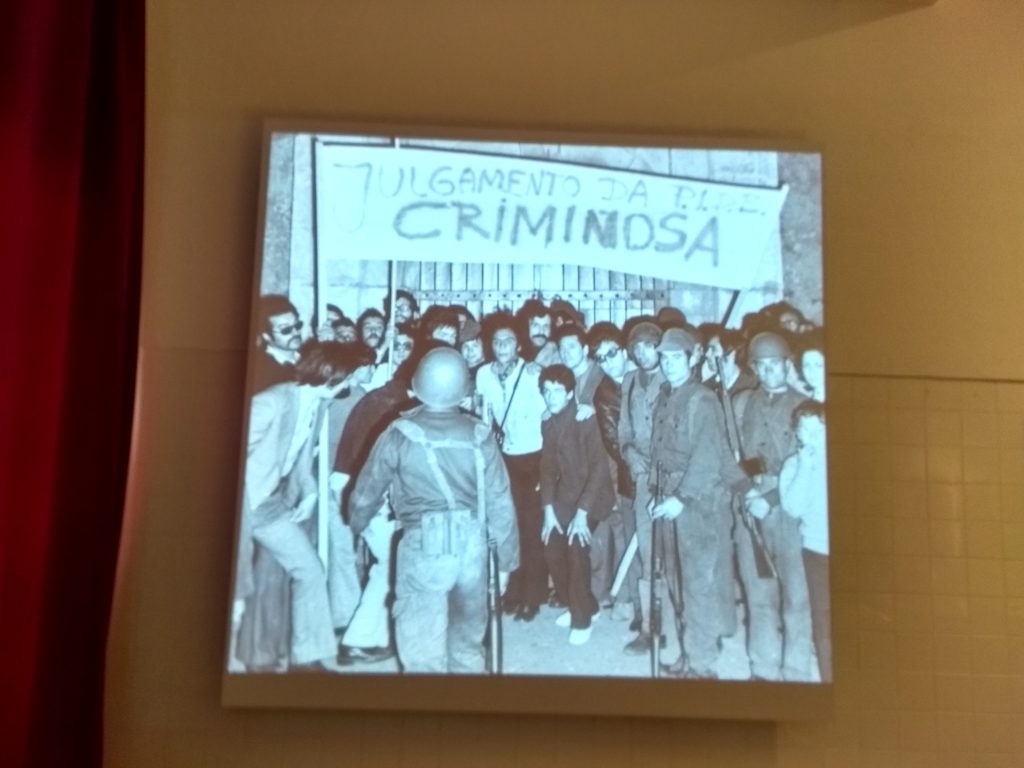 JULGAMENTO DA P.I.D.E.
CRIMINOSA